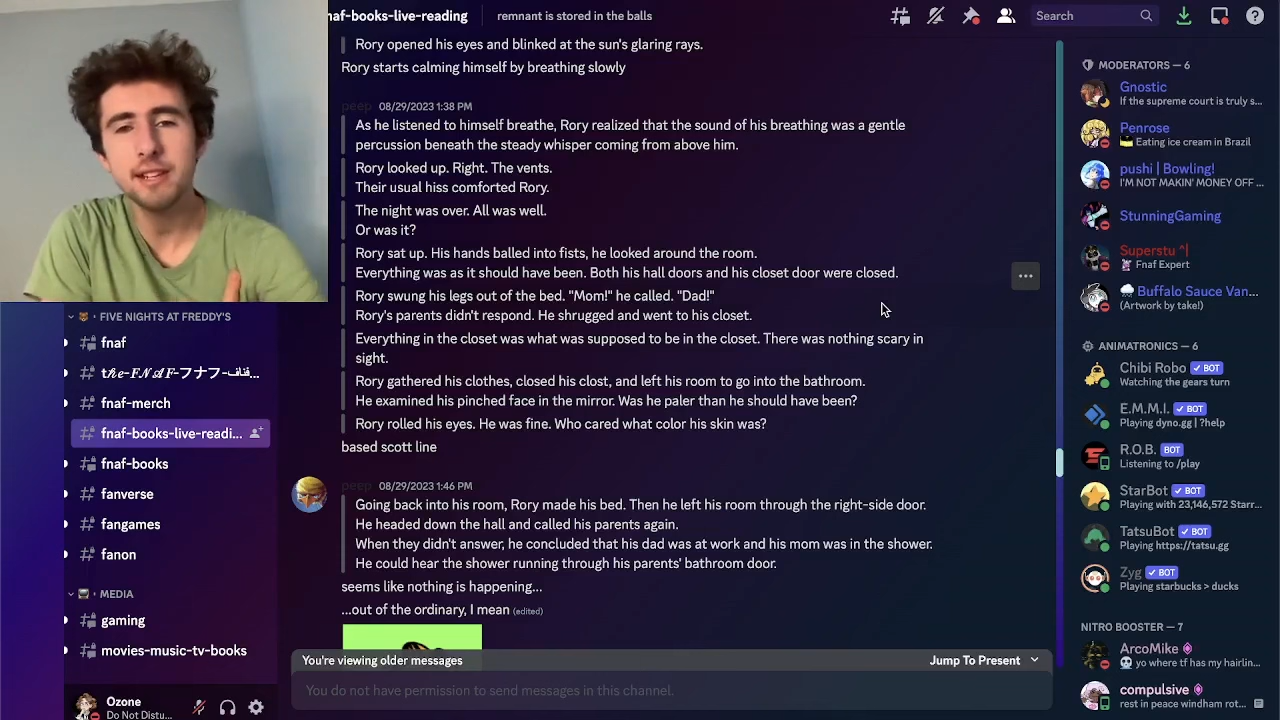 fnaf-books-live-reading
remnant is stored in the balls
Search
Rory opened his eyes and blinked at the sun's glaring rays.
Rory starts calming himself by breathing slowly
peep 08/29/2023 1:38 PM
As he listened to himself breathe, Rory realized that the sound of his breathing was a gentle
percussion beneath the steady whisper coming from above him.
Rory looked up. Right. The vents.
Their usual hiss comforted Rory.
The night was over. All was well.
Or was it?
Rory sat up. His hands balled into fists, he looked around the room.
Everything was as it should have been. Both his hall doors and his closet door were closed.
Rory swung his legs out of the bed. "Mom!" he called. "Dad!"
Rory's parents didn't respond. He shrugged and went to his closet.
Everything in the closet was what was supposed to be in the closet. There was nothing scary in
sight.
Rory gathered his clothes, closed his clost, and left his room to go into the bathroom.
He examined his pinched face in the mirror. Was he paler than he should have been?
Rory rolled his eyes. He was fine. Who cared what color his skin was?
based scott line
peep 08/29/2023 1:46 PM
Going back into his room, Rory made his bed. Then he left his room through the right-side door.
He headed down the hall and called his parents again.
When they didn't answer, he concluded that his dad was at work and his mom was in the shower.
He could hear the shower running through his parents' bathroom door.
seems like nothing is happening...
...out of the ordinary, I mean (edited)
You're viewing older messages
Jump To Present
You do not have permission to send messages in this channel.
FIVE NIGHTS AT FREDDY'S
fnaf
tℎ𝑒-𝐹𝒩𝒜𝐹-フナフ-فناف...
fnaf-merch
fnaf-books-live-readi...
fnaf-books
fanverse
fangames
fanon
MEDIA
gaming
movies-music-tv-books
Ozone
Do Not Distu...
MODERATORS — 6
Gnostic
If the supreme court is truly s...
Penrose
Eating ice cream in Brazil
pushi | Bowling!
I'M NOT MAKIN' MONEY OFF ...
StunningGaming
Superstu ^|
Fnaf Expert
Buffalo Sauce Van...
(Artwork by take!)
ANIMATRONICS — 6
Chibi Robo ✓ BOT
Watching the gears turn
E.M.M.I. ✓ BOT
Playing dyno.gg | ?help
R.O.B. BOT
Listening to /play
StarBot ✓ BOT
Playing with 23,146,572 Starr...
TatsuBot ✓ BOT
Playing https://tatsu.gg
Zyg ✓ BOT
Playing starbucks > ducks
NITRO BOOSTER — 7
ArcoMike
yo where tf has my hairlin...
compulsive
rest in peace windham rot...